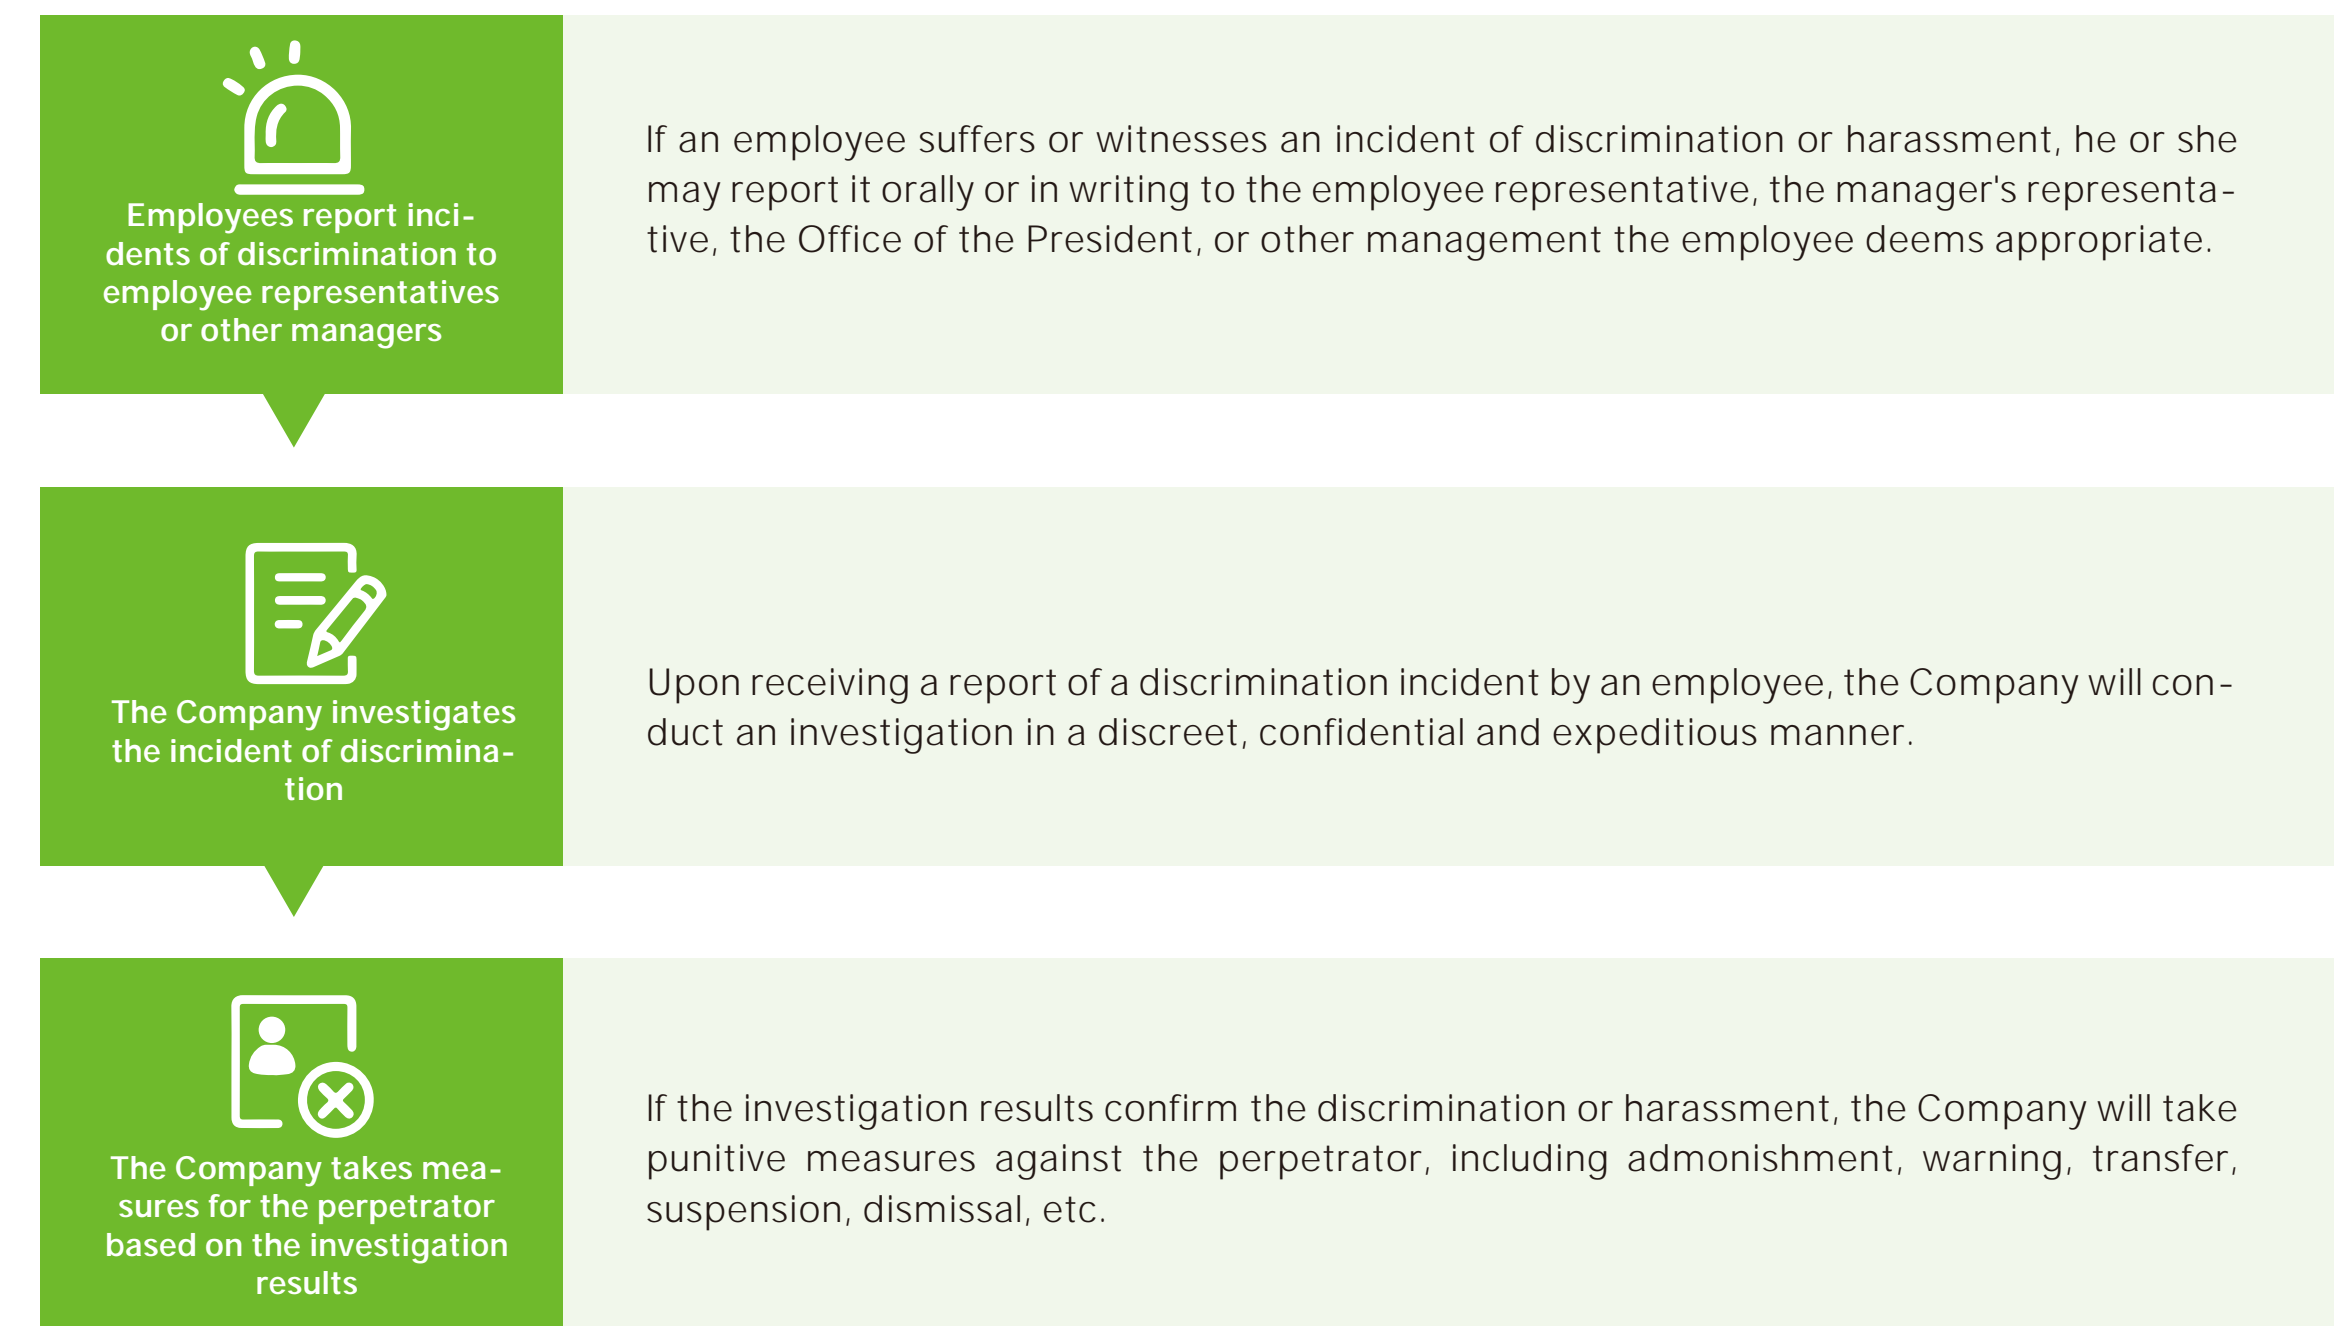 Employees report inci-
dents of discrimination to
employee representatives
or other managers
If an employee suffers or witnesses an incident of discrimination or harassment, he or she
may report it orally or in writing to the employee representative, the manager's representa-
tive, the Office of the President, or other management the employee deems appropriate.
The Company investigates
the incident of discrimina-
tion
Upon receiving a report of a discrimination incident by an employee, the Company will con-
duct an investigation in a discreet, confidential and expeditious manner.
The Company takes mea-
sures for the perpetrator
based on the investigation
results
If the investigation results confirm the discrimination or harassment, the Company will take
punitive measures against the perpetrator, including admonishment, warning, transfer,
suspension, dismissal, etc.